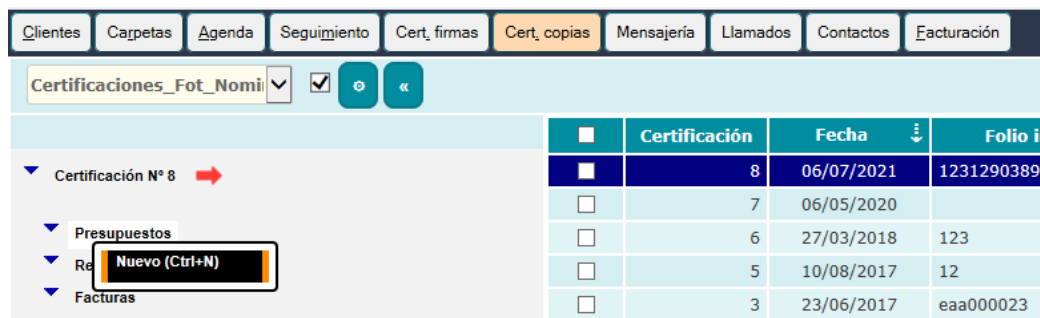 Clientes Carpetas Agenda Seguimiento Cert. firmas Cert. copias Mensajería Llamados Contactos Facturación
Certificaciones_Fot_Nomi
Certificación Fecha Folio i
Certificación Nº 8 8 06/07/2021 1231290389
7 06/05/2020
Presupuestos 6 27/03/2018 123
Re Nuevo (Ctrl+N) 5 10/08/2017 12
Facturas 3 23/06/2017 eaa000023